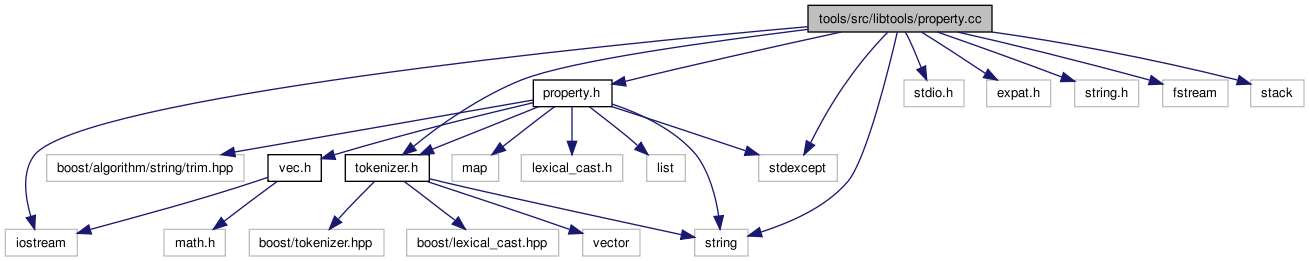 tools/src/libtools/property.cc
property.h
stdio.h
expat.h
string.h
fstream
stack
boost/algorithm/string/trim.hpp
vec.h
tokenizer.h
map
lexical_cast.h
list
stdexcept
iostream
math.h
boost/tokenizer.hpp
boost/lexical_cast.hpp
vector
string